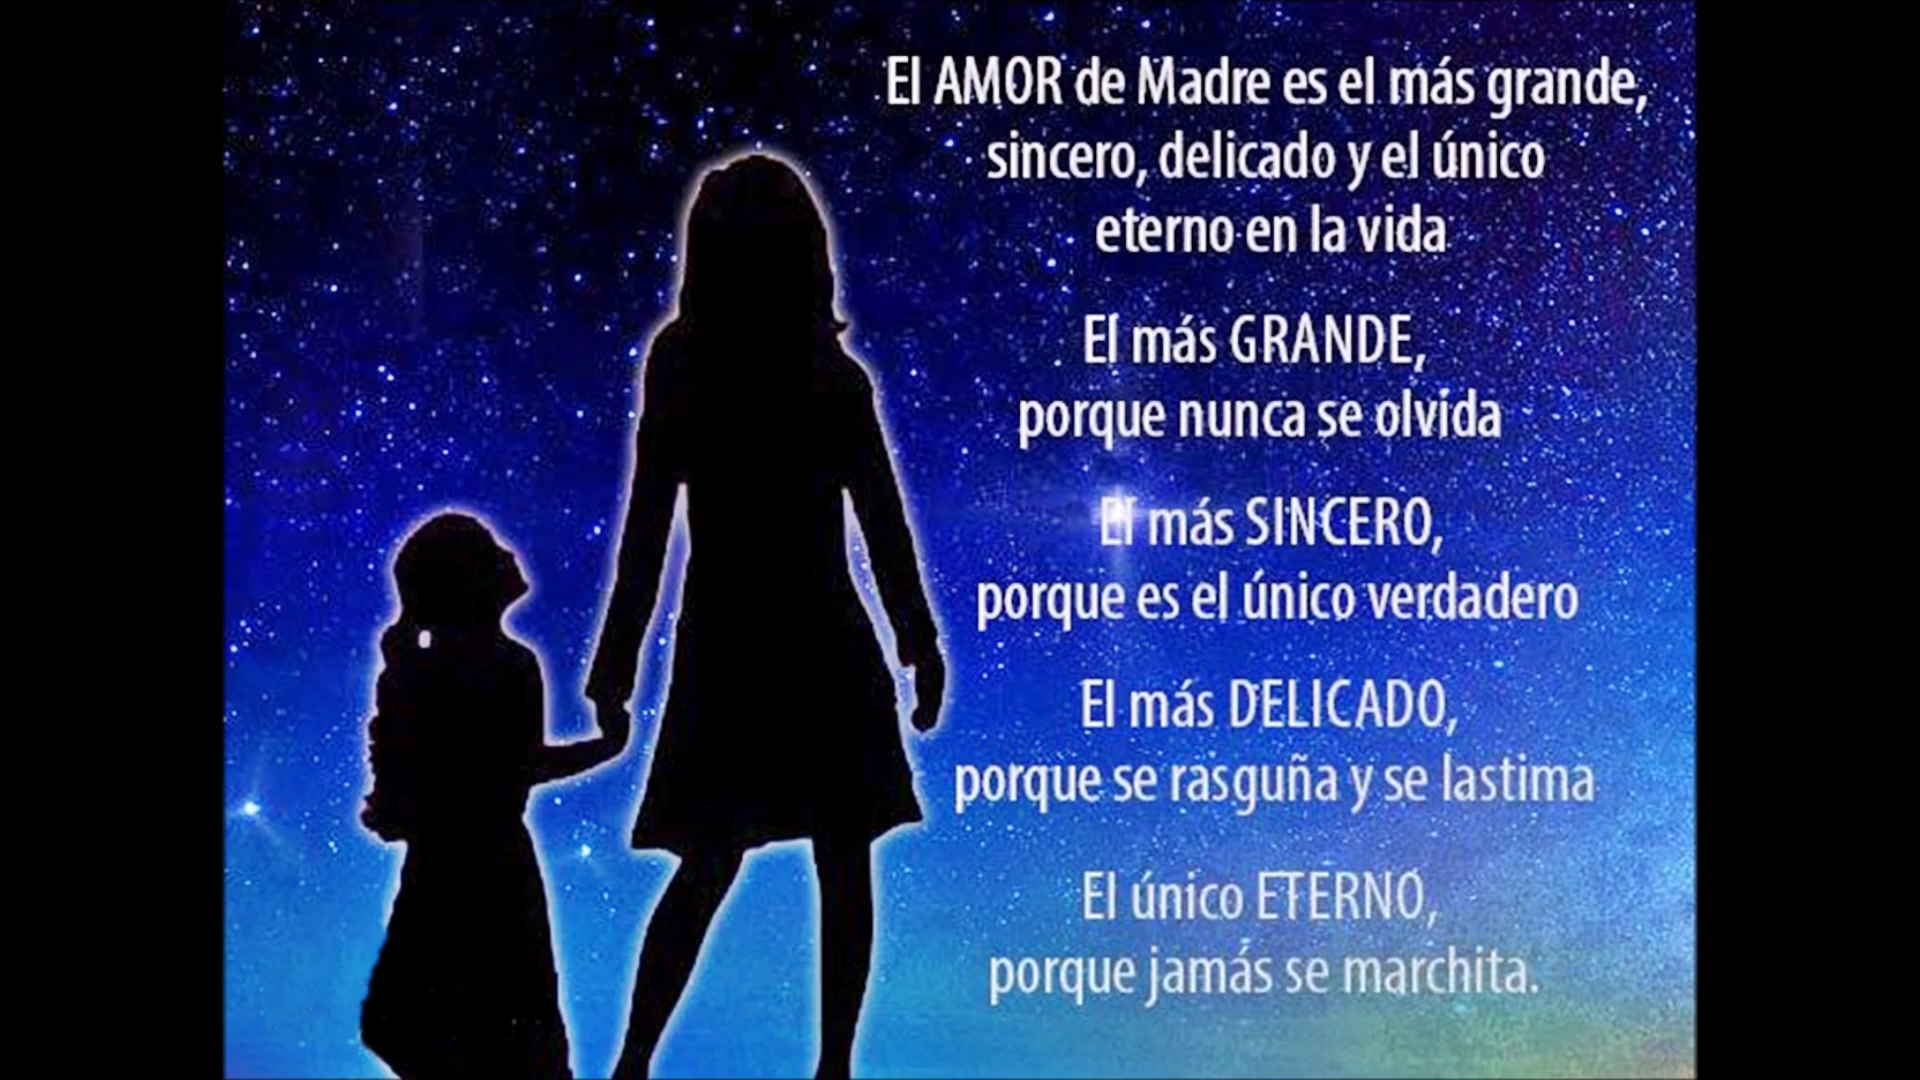 El AMOR de Madre es el más grande,
sincero, delicado y el único
eterno en la vida
El más GRANDE,
porque nunca se olvida
El más SINCERO,
porque es el único verdadero
El más DELICADO,
porque se rasguña y se lastima
El único ETERNO,
porque jamás se marchita.